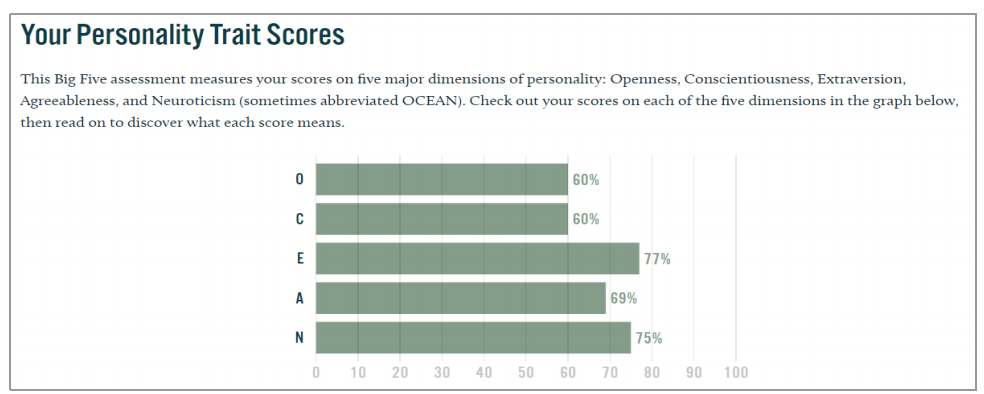 Your Personality Trait Scores
This Big Five assessment measures your scores on five major dimensions of personality: Openness, Conscientiousness, Extraversion,
Agreeableness, and Neuroticism (sometimes abbreviated OCEAN). Check out your scores on each of the five dimensions in the graph below,
then read on to discover what each score means.
O 60%
C 60%
E 77%
A 69%
N 75%
0 10 20 30 40 50 60 70 80 90 100